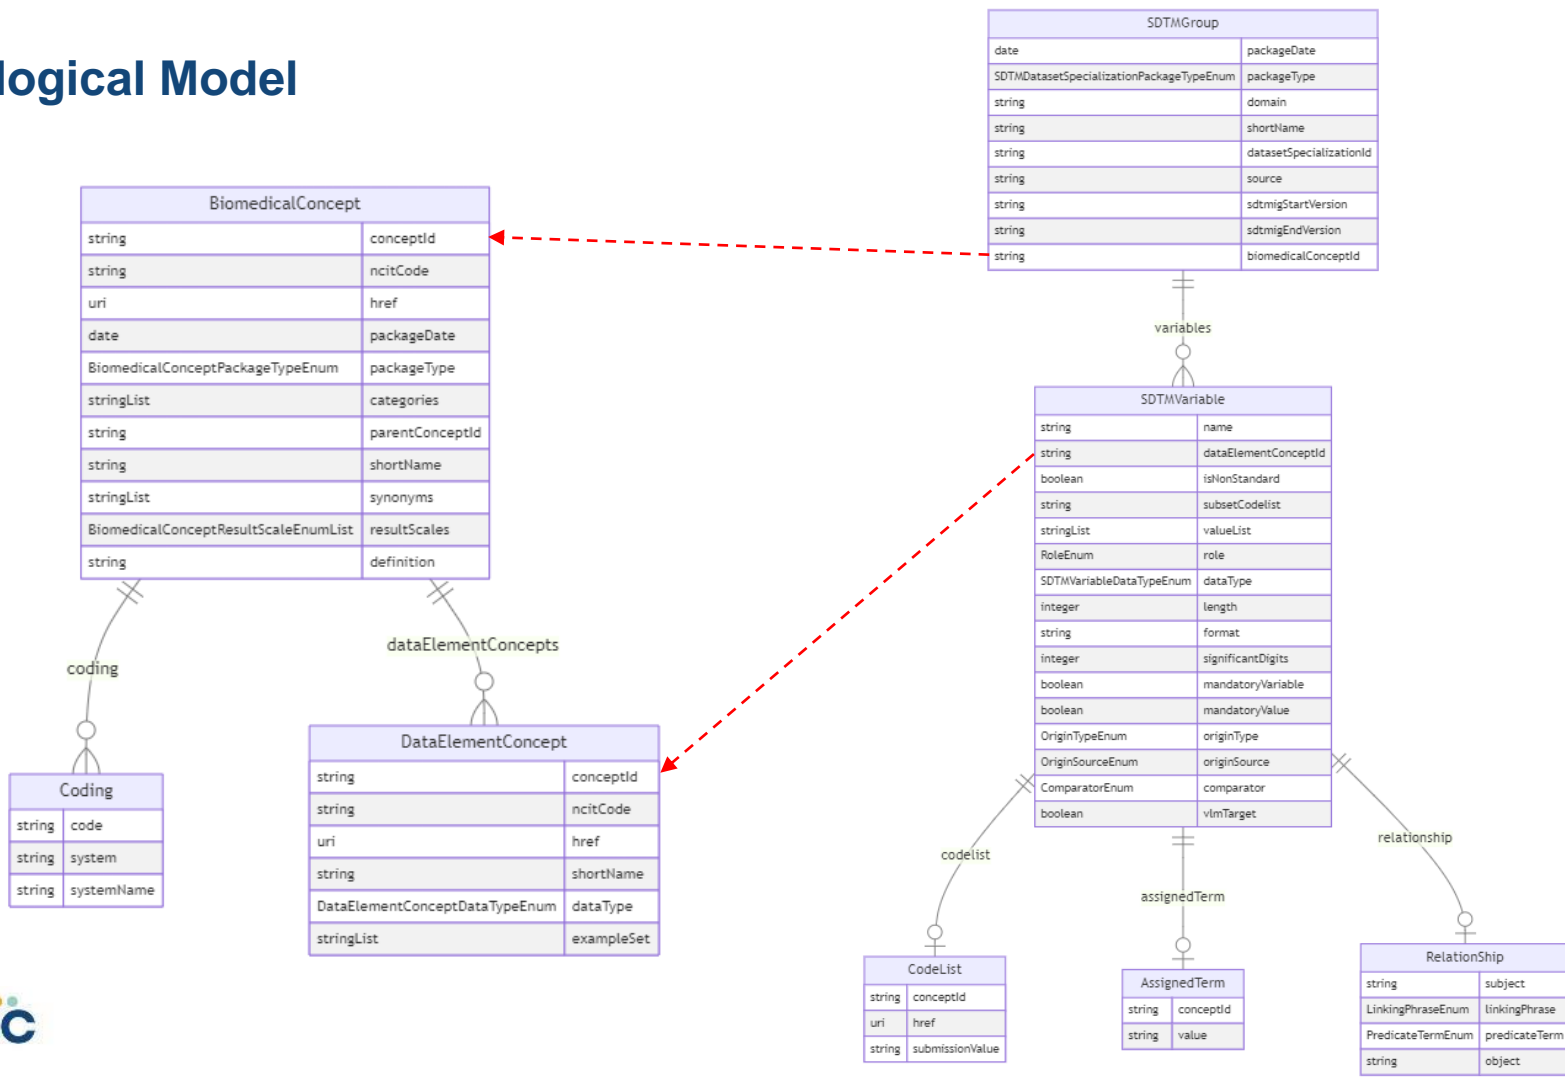 logical Model
SDTMGroup
date packageDate
SDTMDatasetSpecializationPackageTypeEnum packageType
string domain
string shortName
string datasetSpecializationId
string source
string sdtmigStartVersion
string sdtmigEndVersion
string biomedicalConceptId
variables
BiomedicalConcept
string conceptId
string ncitCode
uri href
date packageDate
BiomedicalConceptPackageTypeEnum packageType
stringList categories
string parentConceptId
string shortName
stringList synonyms
BiomedicalConceptResultScaleEnumList resultScales
string definition
coding
dataElementConcepts
Coding
string code
string system
string systemName
DataElementConcept
string conceptId
string ncitCode
uri href
string shortName
DataElementConceptDataTypeEnum dataType
stringList exampleSet
SDTMVariable
string name
string dataElementConceptId
boolean isNonStandard
string subsetCodelist
stringList valueList
RoleEnum role
SDTMVariableDataTypeEnum dataType
integer length
string format
integer significantDigits
boolean mandatoryVariable
boolean mandatoryValue
OriginTypeEnum originType
OriginSourceEnum originSource
ComparatorEnum comparator
boolean vlmTarget
codelist
assignedTerm
relationship
CodeList
string conceptId
uri href
string submissionValue
AssignedTerm
string conceptId
string value
RelationShip
string subject
LinkingPhraseEnum linkingPhrase
PredicateTermEnum predicateTerm
string object
c